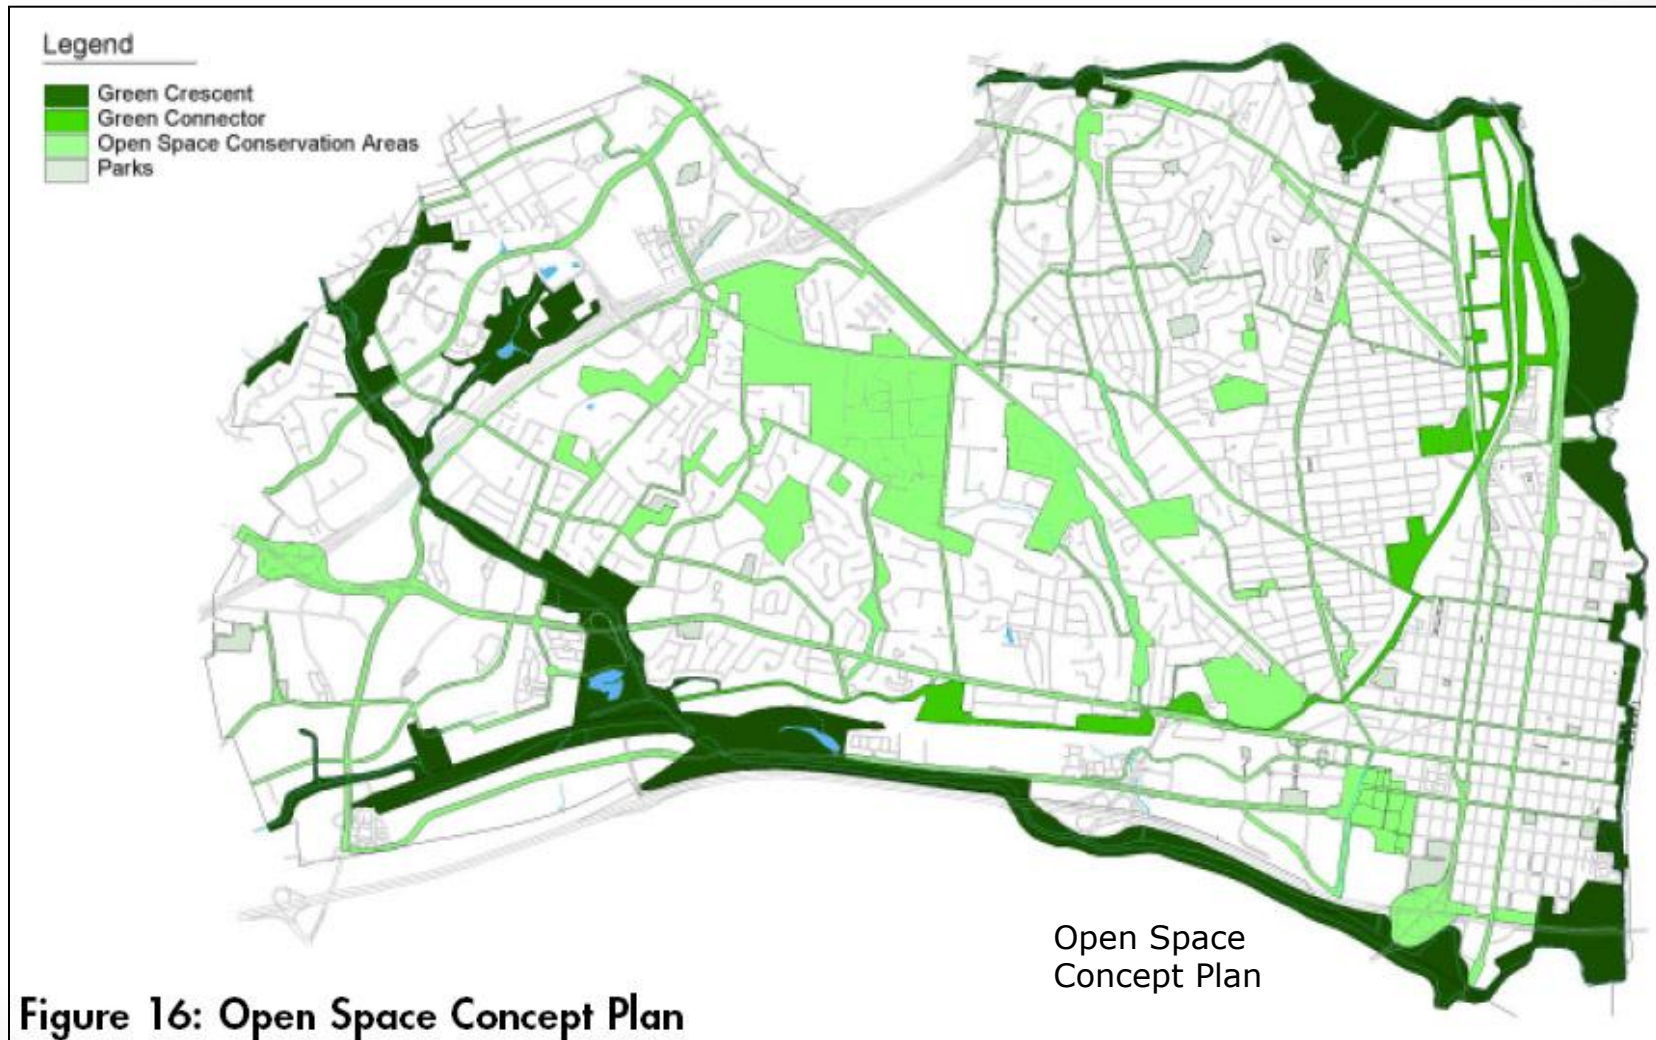 Legend
Green Crescent
Green Connector
Open Space Conservation Areas
Parks
Open Space
Concept Plan
Figure 16: Open Space Concept Plan